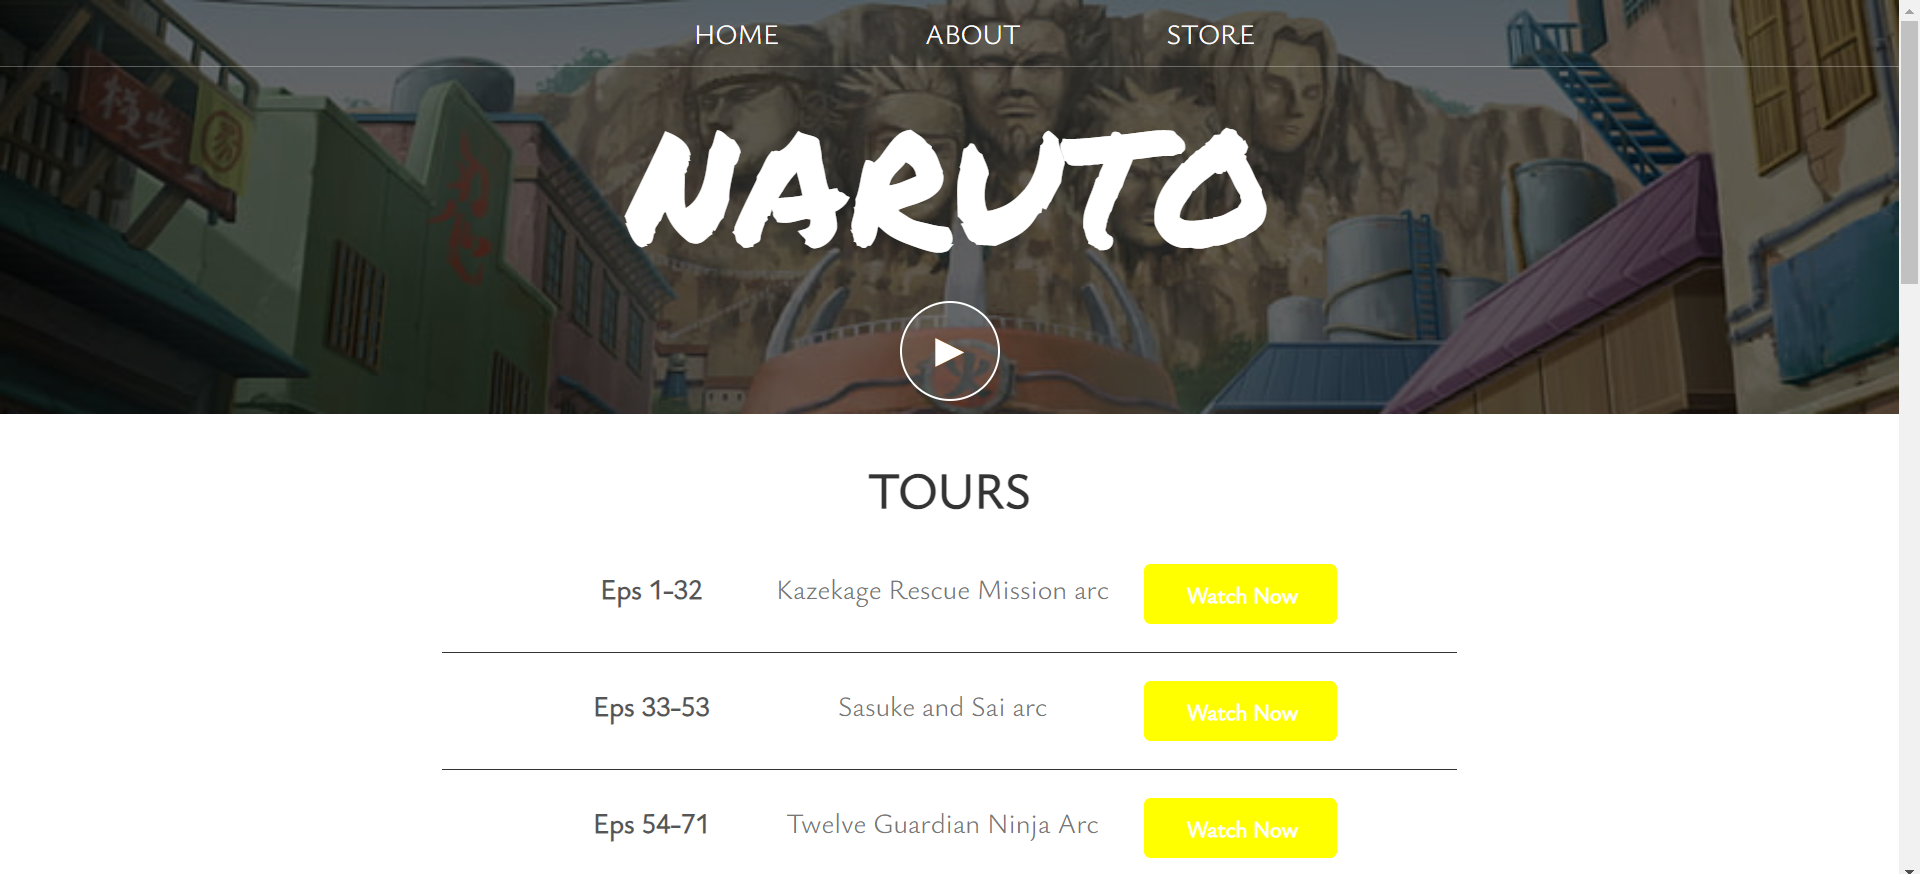 HOME ABOUT STORE
NARUTO
TOURS
Eps 1-32 Kazekage Rescue Mission arc Watch Now
Eps 33-53 Sasuke and Sai arc Watch Now
Eps 54-71 Twelve Guardian Ninja Arc Watch Now